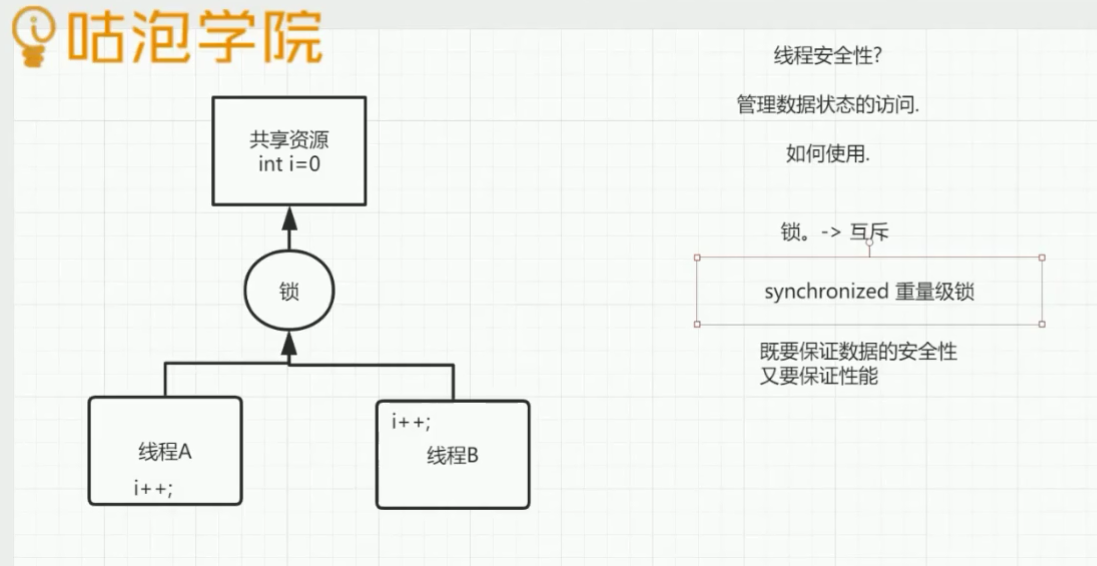 咕泡学院
线程安全性?
管理数据状态的访问.
如何使用.
共享资源
int i=0
锁
线程A
i++;
i++;
线程B
锁。-> 互斥
synchronized 重量级锁
既要保证数据的安全性
又要保证性能